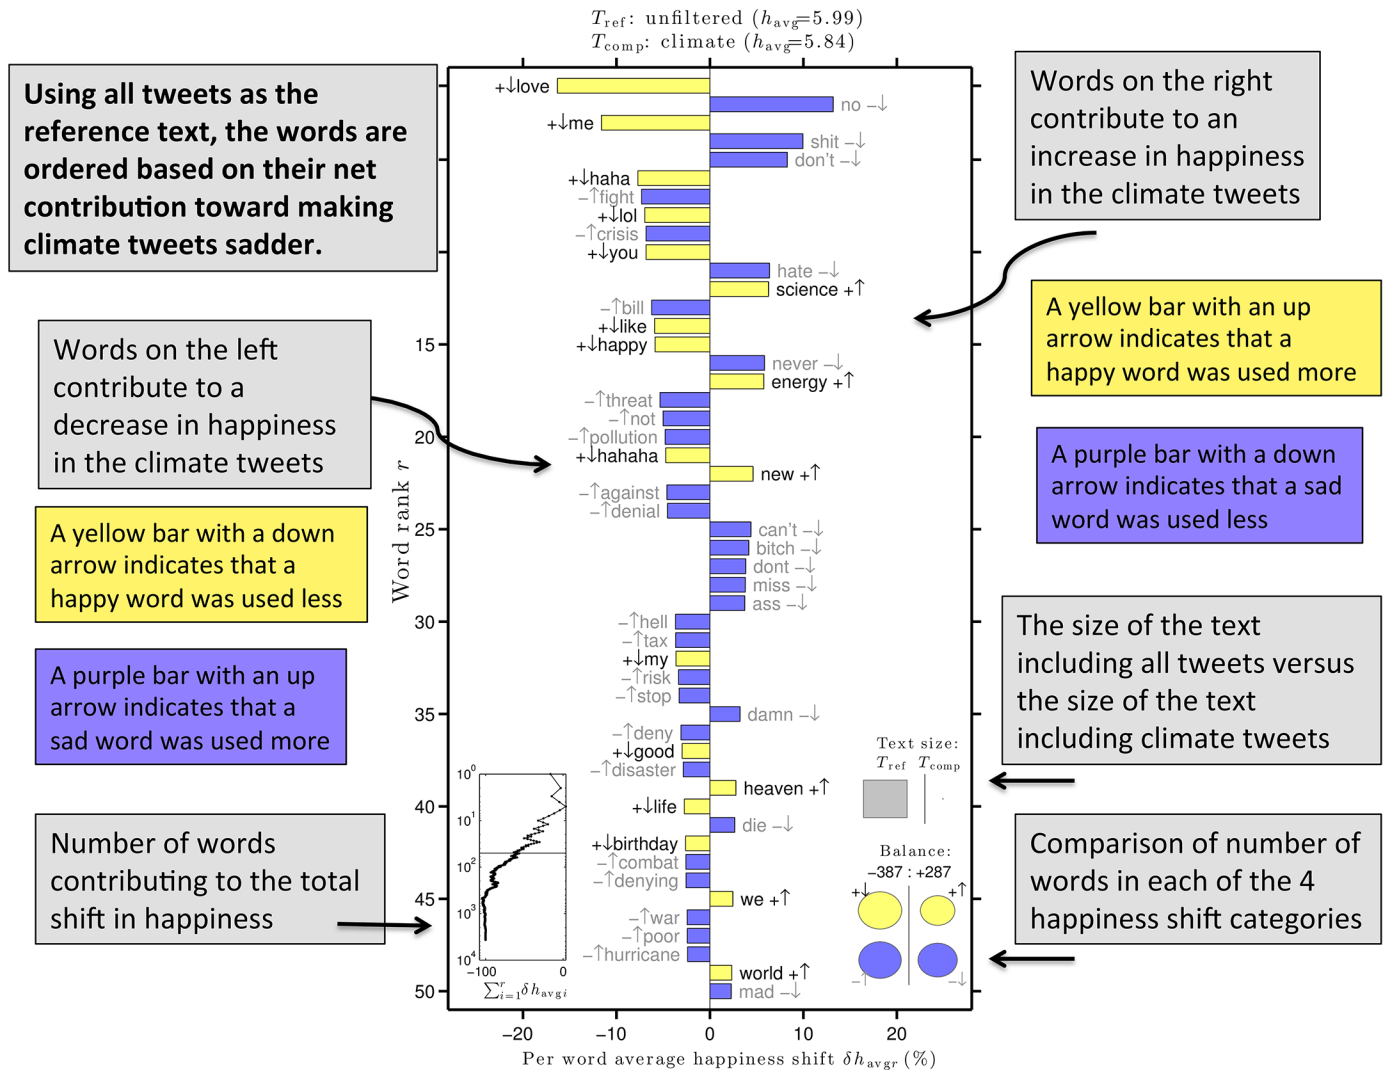 T_ref: unfiltered (h_avg=5.99)
T_comp: climate (h_avg=5.84)
Using all tweets as the
reference text, the words are
ordered based on their net
contribution toward making
climate tweets sadder.
Words on the left
contribute to a
decrease in happiness
in the climate tweets
A yellow bar with a down
arrow indicates that a
happy word was used less
A purple bar with an up
arrow indicates that a
sad word was used more
Number of words
contributing to the total
shift in happiness
Word rank r
15
20
25
30
35
40
45
50
+↓love
no −↓
+↓me
shit −↓
don't −↓
+↓haha
−↑fight
+↓lol
−↑crisis
+↓you
hate −↓
science +↑
−↑bill
+↓like
+↓happy
never −↓
energy +↑
−↑threat
−↑not
−↑pollution
+↓hahaha
new +↑
−↑against
−↑denial
can't −↓
bitch −↓
dont −↓
miss −↓
ass −↓
−↑hell
−↑tax
+↓my
−↑risk
−↑stop
damn −↓
−↑deny
+↓good
−↑disaster
heaven +↑
+↓life
die −↓
+↓birthday
−↑combat
−↑denying
we +↑
−↑war
−↑poor
−↑hurricane
world +↑
mad −↓
10^0
10^1
10^2
10^3
10^4
−100 0
∑_{i=1}^{r} δh_avg i
Text size:
T_ref T_comp
Balance:
−387 : +287
+↓ +↑
−↑ −↓
−20 −10 0 10 20
Per word average happiness shift δh_avg r (%)
Words on the right
contribute to an
increase in happiness
in the climate tweets
A yellow bar with an up
arrow indicates that a
happy word was used more
A purple bar with a down
arrow indicates that a sad
word was used less
The size of the text
including all tweets versus
the size of the text
including climate tweets
Comparison of number of
words in each of the 4
happiness shift categories